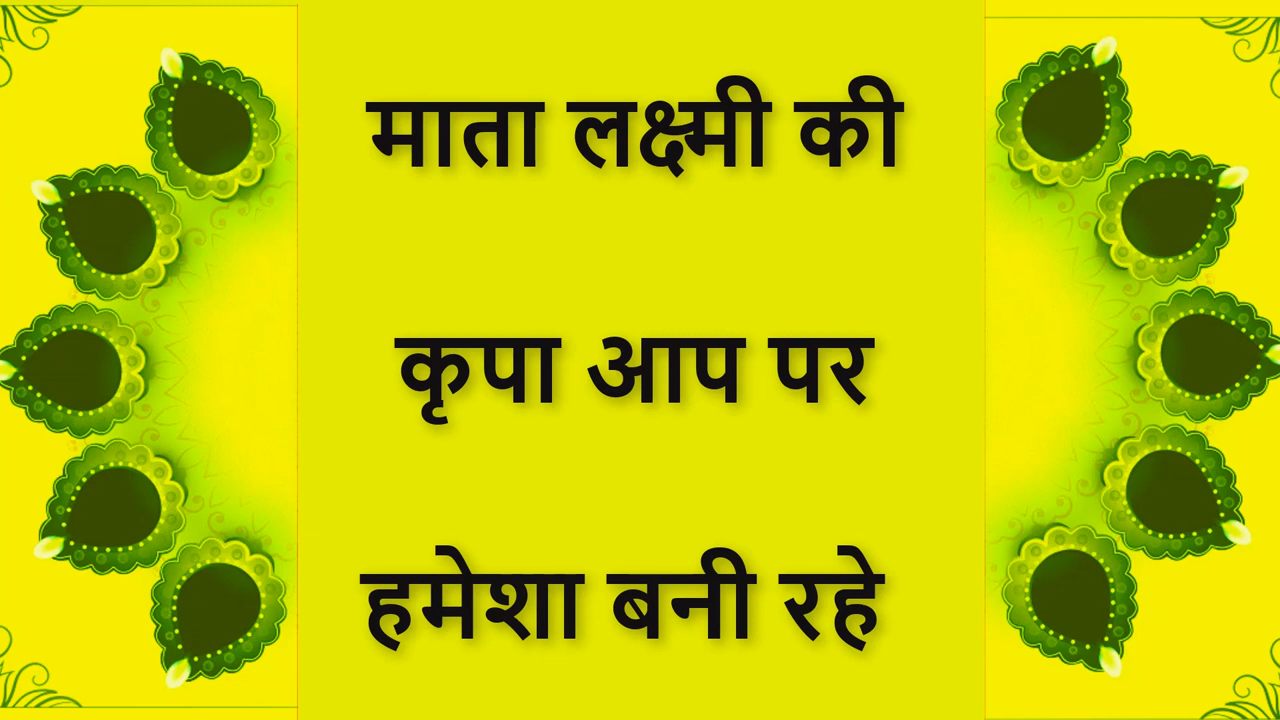 माता लक्ष्मी की
कृपा आप पर
हमेशा बनी रहे